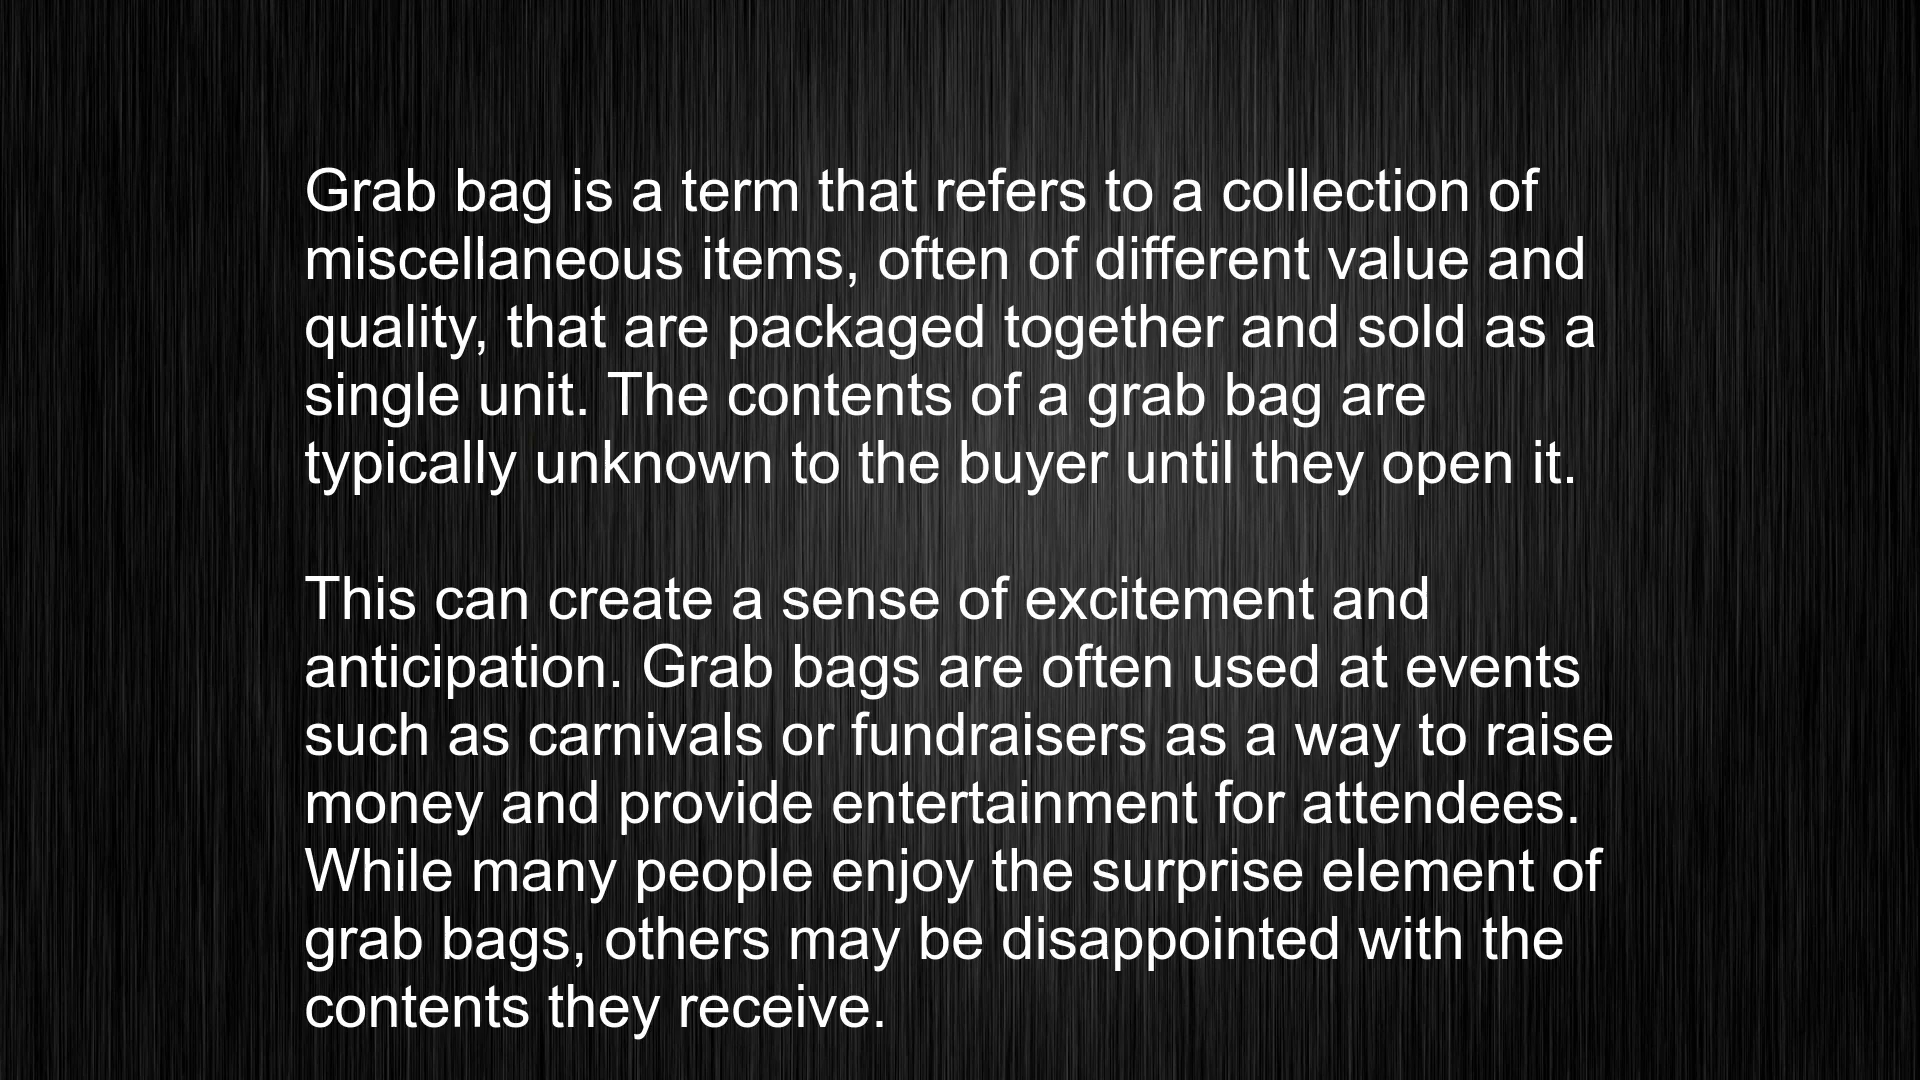 Grab bag is a term that refers to a collection of
miscellaneous items, often of different value and
quality, that are packaged together and sold as a
single unit. The contents of a grab bag are
typically unknown to the buyer until they open it.
This can create a sense of excitement and
anticipation. Grab bags are often used at events
such as carnivals or fundraisers as a way to raise
money and provide entertainment for attendees.
While many people enjoy the surprise element of
grab bags, others may be disappointed with the
contents they receive.